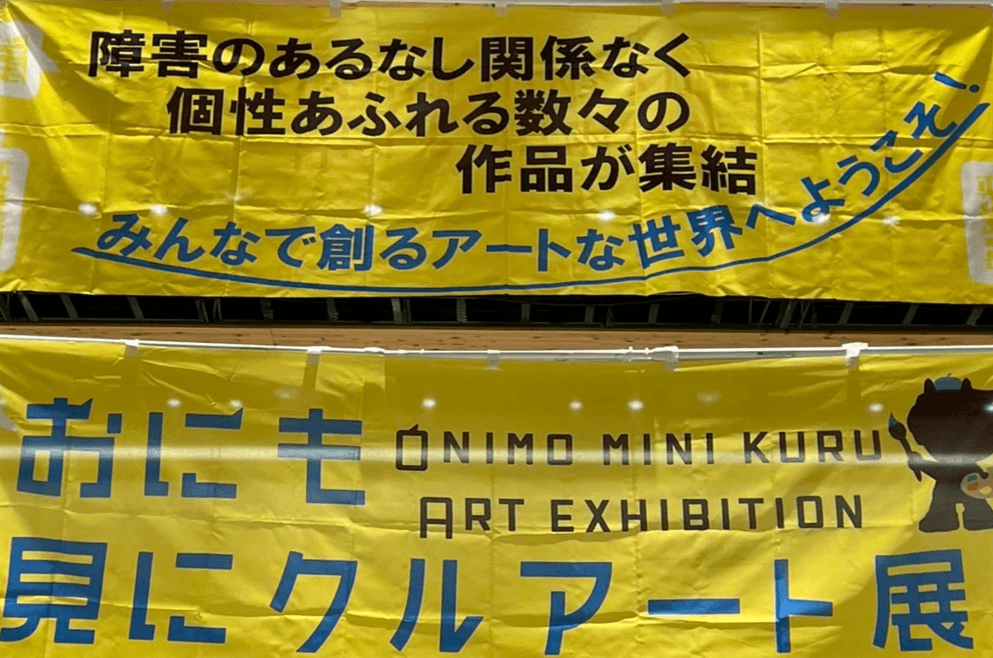 障害のあるなし関係なく
個性あふれる数々の
作品が集結
みんなで創るアートな世界へようこそ!
おにも
ONIMO MINI KURU
ART EXHIBITION
見にクルアート展